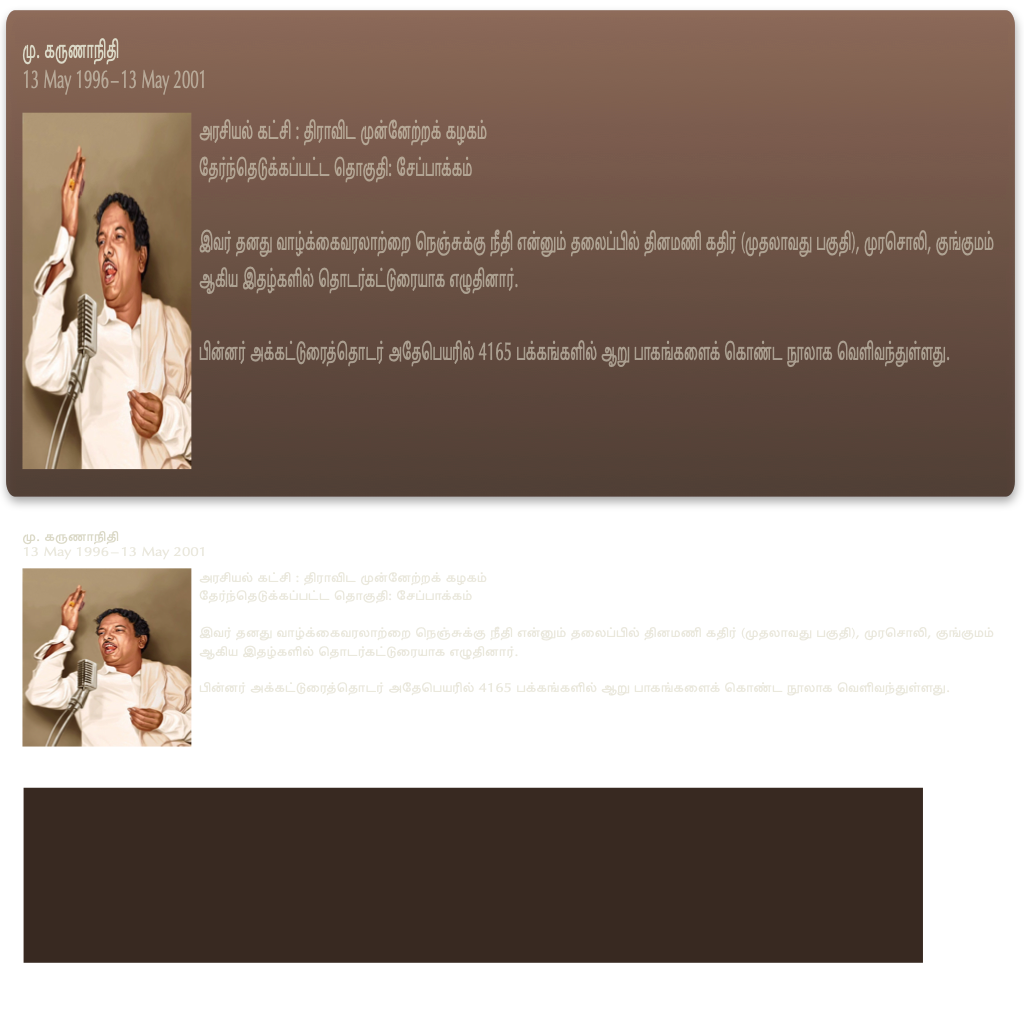 மு. கருணாநிதி
13 May 1996–13 May 2001
அரசியல் கட்சி : திராவிட முன்னேற்றக் கழகம்
தேர்ந்தெடுக்கப்பட்ட தொகுதி: சேப்பாக்கம்
இவர் தனது வாழ்க்கைவரலாற்றை நெஞ்சுக்கு நீதி என்னும் தலைப்பில் தினமணி கதிர் (முதலாவது பகுதி), முரசொலி, குங்குமம்
ஆகிய இதழ்களில் தொடர்கட்டுரையாக எழுதினார்.
பின்னர் அக்கட்டுரைத்தொடர் அதேபெயரில் 4165 பக்கங்களில் ஆறு பாகங்களைக் கொண்ட நூலாக வெளிவந்துள்ளது.
மு. கருணாநிதி
13 May 1996–13 May 2001
அரசியல் கட்சி : திராவிட முன்னேற்றக் கழகம்
தேர்ந்தெடுக்கப்பட்ட தொகுதி: சேப்பாக்கம்
இவர் தனது வாழ்க்கைவரலாற்றை நெஞ்சுக்கு நீதி என்னும் தலைப்பில் தினமணி கதிர் (முதலாவது பகுதி), முரசொலி, குங்குமம்
ஆகிய இதழ்களில் தொடர்கட்டுரையாக எழுதினார்.
பின்னர் அக்கட்டுரைத்தொடர் அதேபெயரில் 4165 பக்கங்களில் ஆறு பாகங்களைக் கொண்ட நூலாக வெளிவந்துள்ளது.